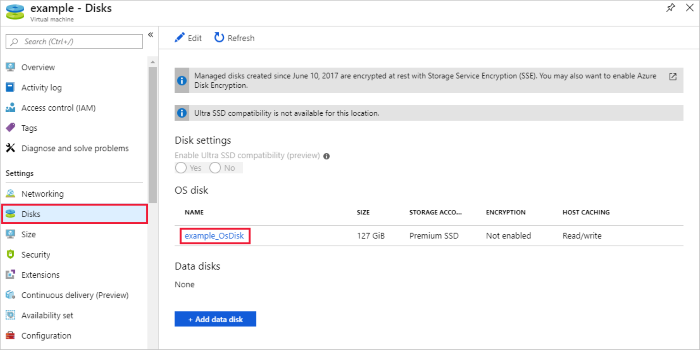 example - Disks
Virtual machine
Search (Ctrl+/)
«
Overview
Activity log
Access control (IAM)
Tags
Diagnose and solve problems
Settings
Networking
Disks
Size
Security
Extensions
Continuous delivery (Preview)
Availability set
Configuration
Edit Refresh
Managed disks created since June 10, 2017 are encrypted at rest with Storage Service Encryption (SSE). You may also want to enable Azure
Disk Encryption.
Ultra SSD compatibility is not available for this location.
Disk settings
Enable Ultra SSD compatibility (preview)
Yes No
OS disk
NAME SIZE STORAGE ACCO... ENCRYPTION HOST CACHING
example_OsDisk 127 GiB Premium SSD Not enabled Read/write
Data disks
None
+ Add data disk